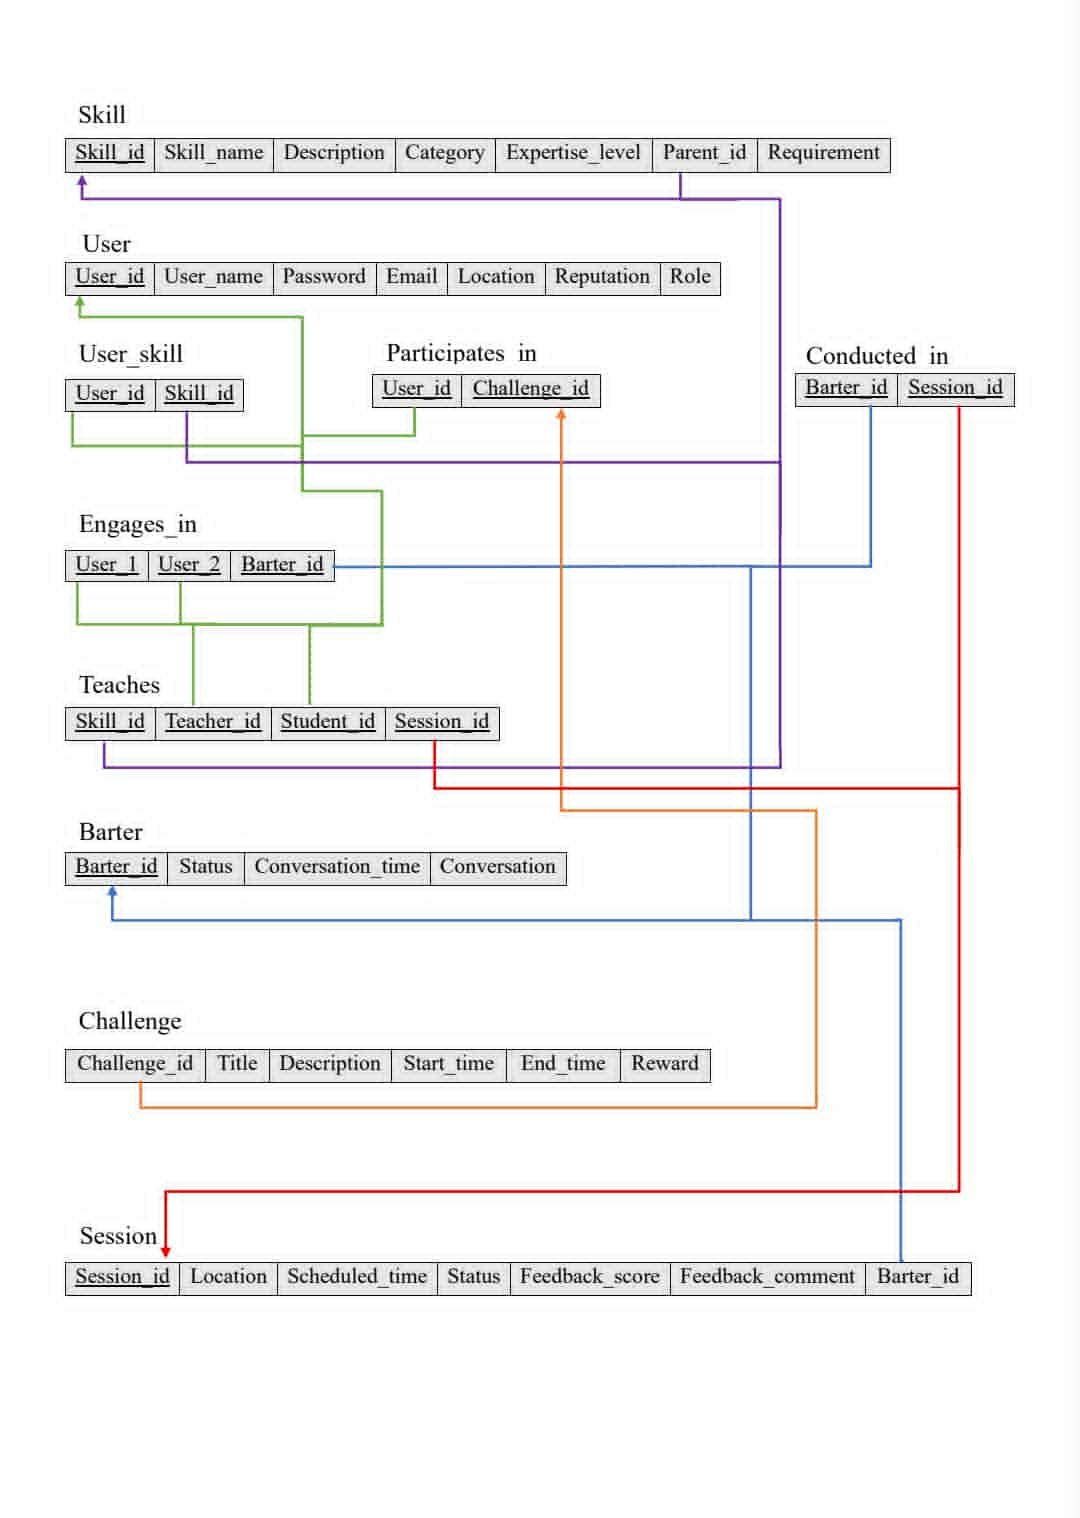 Skill
Skill_id Skill_name Description Category Expertise_level Parent_id Requirement
User
User_id User_name Password Email Location Reputation Role
User_skill
User_id Skill_id
Participates_in
User_id Challenge_id
Conducted_in
Barter_id Session_id
Engages_in
User_1 User_2 Barter_id
Teaches
Skill_id Teacher_id Student_id Session_id
Barter
Barter_id Status Conversation_time Conversation
Challenge
Challenge_id Title Description Start_time End_time Reward
Session
Session_id Location Scheduled_time Status Feedback_score Feedback_comment Barter_id